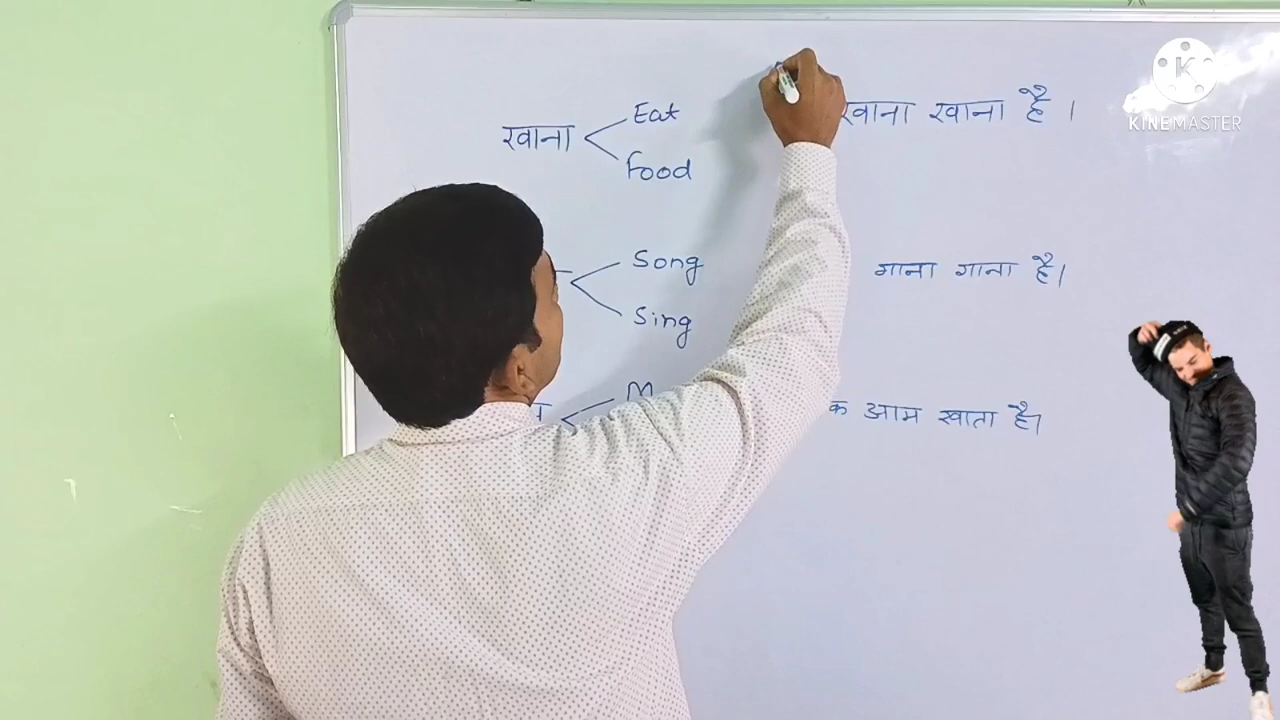 खाना Eat खाना खाना है ।
Food
Song गाना गाना है।
Sing
आम खाता है।
KINEMASTER